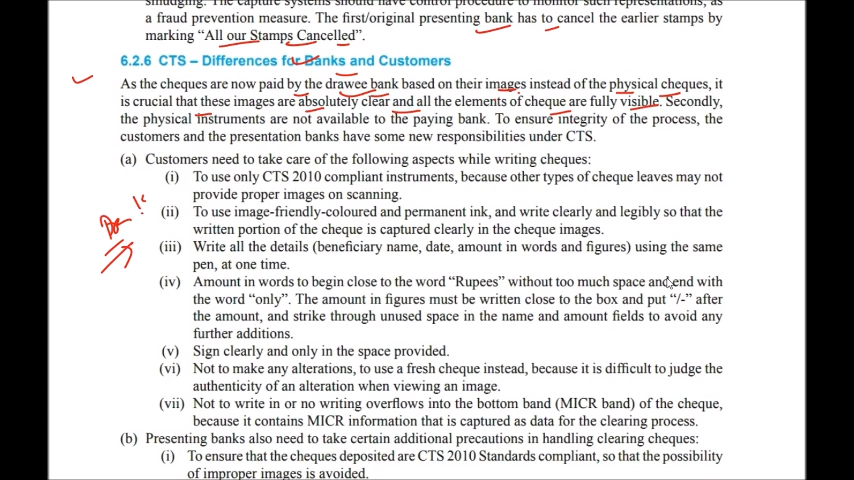 smudging. The capture systems should have control procedure to monitor such representations, as
a fraud prevention measure. The first/original presenting bank has to cancel the earlier stamps by
marking “All our Stamps Cancelled”.
6.2.6 CTS – Differences for Banks and Customers
As the cheques are now paid by the drawee bank based on their images instead of the physical cheques, it
is crucial that these images are absolutely clear and all the elements of cheque are fully visible. Secondly,
the physical instruments are not available to the paying bank. To ensure integrity of the process, the
customers and the presentation banks have some new responsibilities under CTS.
(a) Customers need to take care of the following aspects while writing cheques:
(i) To use only CTS 2010 compliant instruments, because other types of cheque leaves may not
provide proper images on scanning.
(ii) To use image-friendly-coloured and permanent ink, and write clearly and legibly so that the
written portion of the cheque is captured clearly in the cheque images.
(iii) Write all the details (beneficiary name, date, amount in words and figures) using the same
pen, at one time.
(iv) Amount in words to begin close to the word “Rupees” without too much space and end with
the word “only”. The amount in figures must be written close to the box and put “/-” after
the amount, and strike through unused space in the name and amount fields to avoid any
further additions.
(v) Sign clearly and only in the space provided.
(vi) Not to make any alterations, to use a fresh cheque instead, because it is difficult to judge the
authenticity of an alteration when viewing an image.
(vii) Not to write in or no writing overflows into the bottom band (MICR band) of the cheque,
because it contains MICR information that is captured as data for the clearing process.
(b) Presenting banks also need to take certain additional precautions in handling clearing cheques:
(i) To ensure that the cheques deposited are CTS 2010 Standards compliant, so that the possibility
of improper images is avoided.